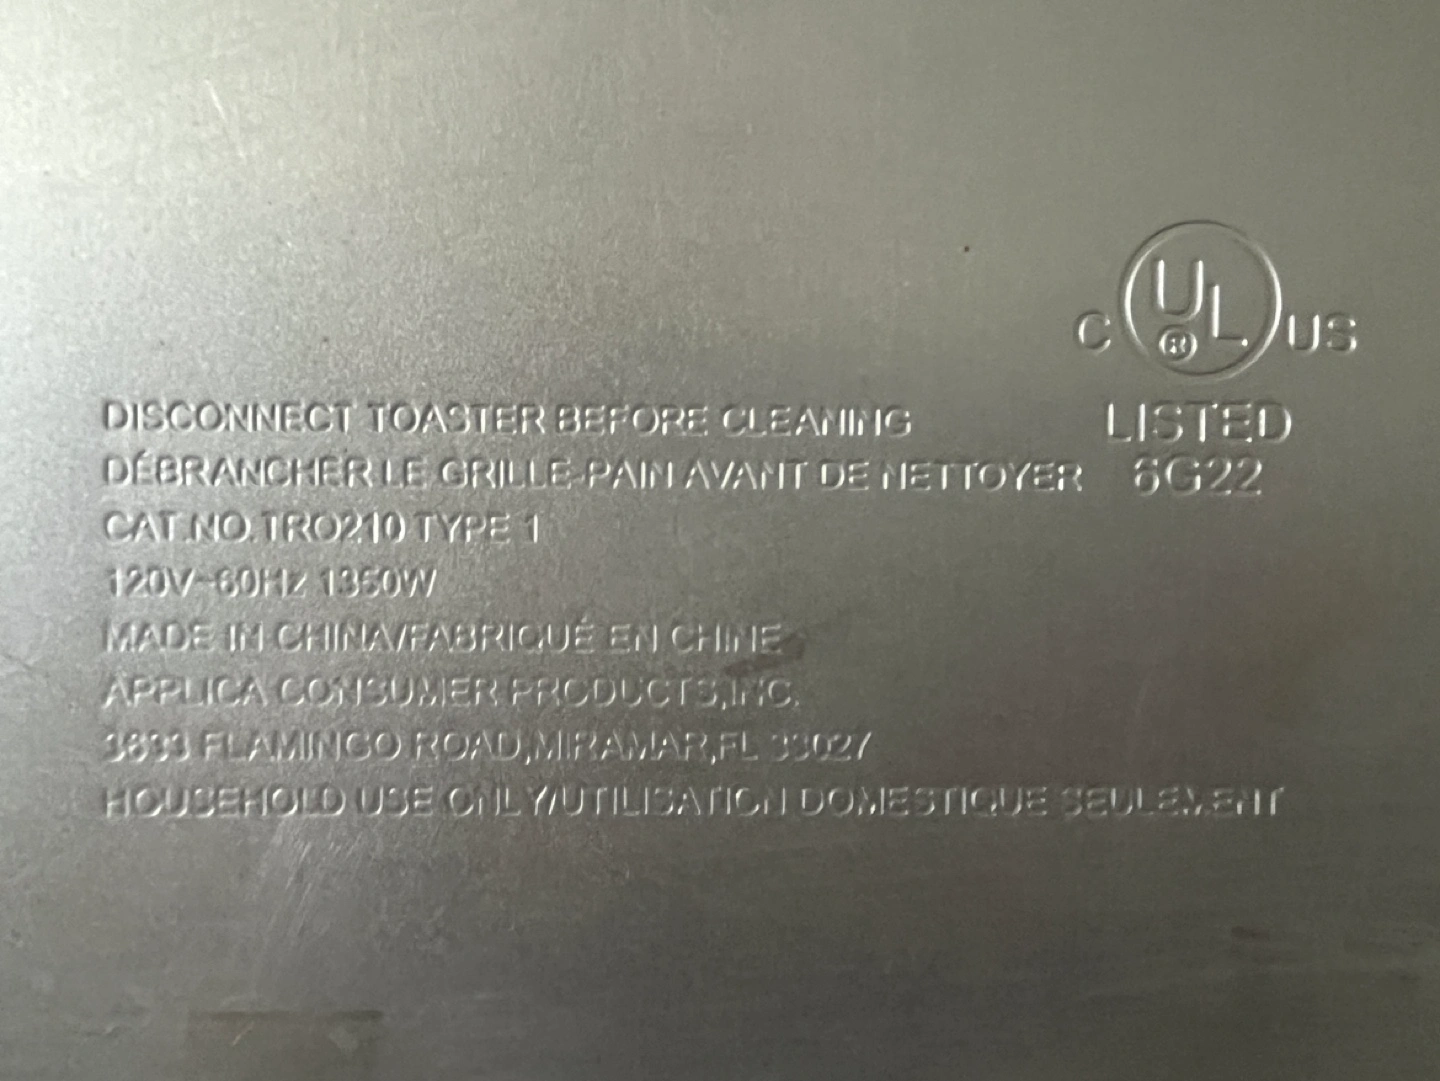 C UL® US
LISTED
6G22
DISCONNECT TOASTER BEFORE CLEANING
DÉBRANCHER LE GRILLE-PAIN AVANT DE NETTOYER
CAT.NO.TRO210 TYPE 1
120V~60Hz 1350W
MADE IN CHINA/FABRIQUÉ EN CHINE
APPLICA CONSUMER PRODUCTS,INC.
3633 FLAMINGO ROAD,MIRAMAR,FL 33027
HOUSEHOLD USE ONLY/UTILISATION DOMESTIQUE SEULEMENT